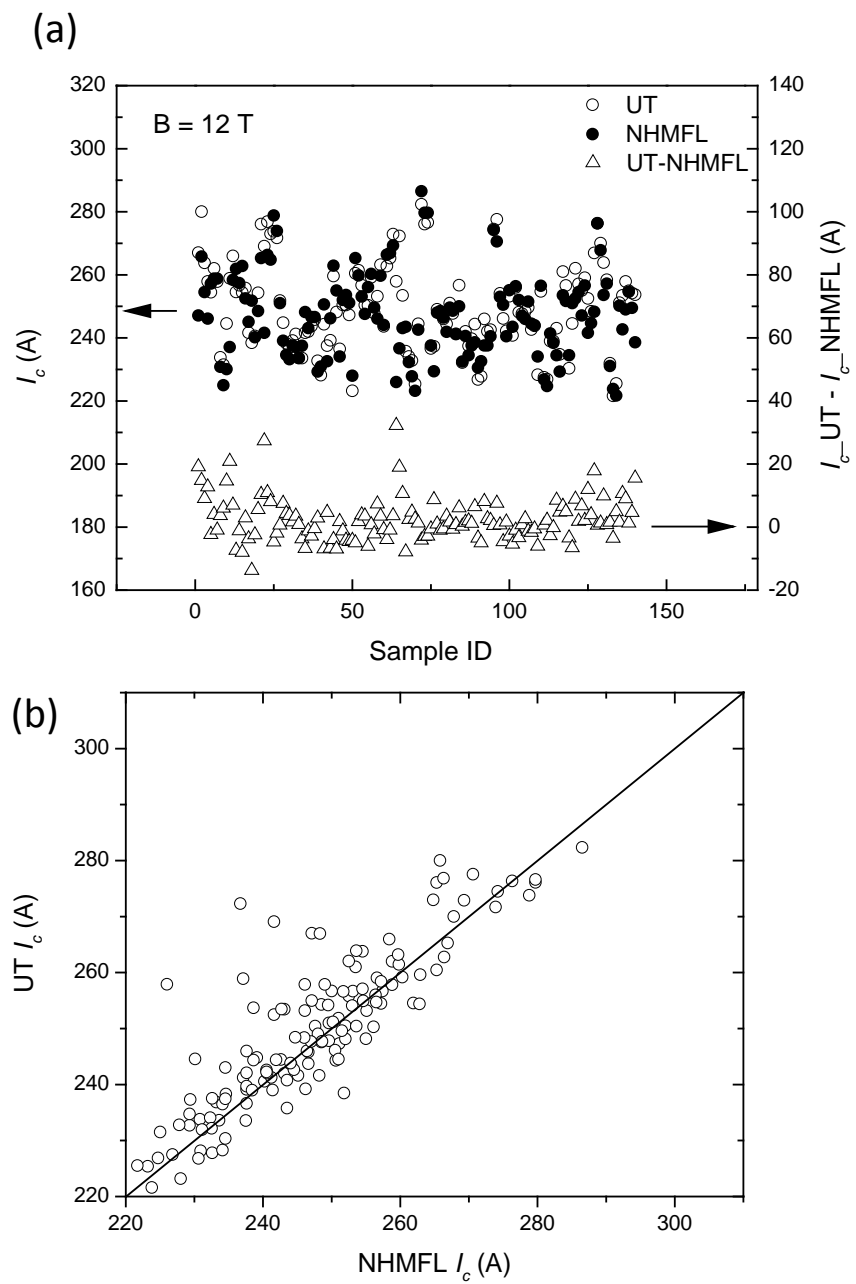 (a)
320
300
280
260
240
220
200
180
160
I_c (A)
B = 12 T
UT
NHMFL
UT-NHMFL
140
120
100
80
60
40
20
0
-20
I_c_UT - I_c_NHMFL (A)
0 50 100 150
Sample ID
(b)
300
280
260
240
220
UT I_c (A)
220 240 260 280 300
NHMFL I_c (A)